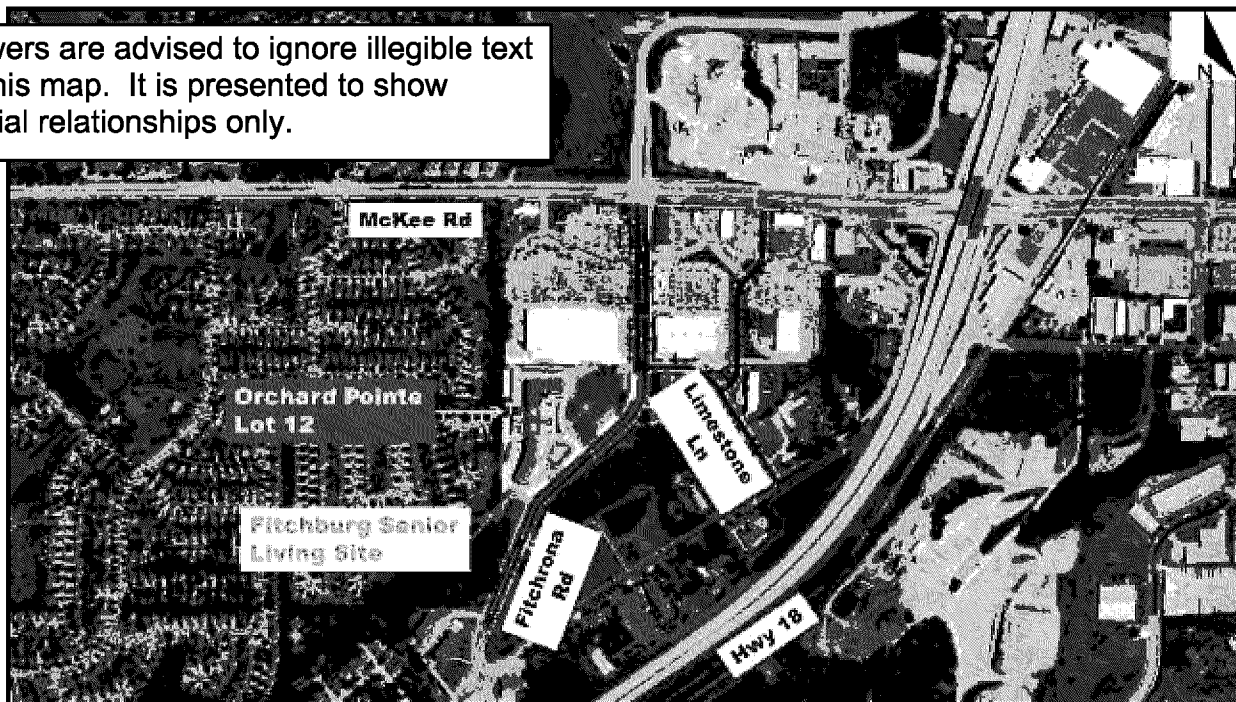 wers are advised to ignore illegible text
his map.  It is presented to show
ial relationships only.
N
McKee Rd
Orchard Pointe
Lot 12
Limestone
Ln
Fitchburg Senior
Living Site
Fitchrona
Rd
Hwy 18